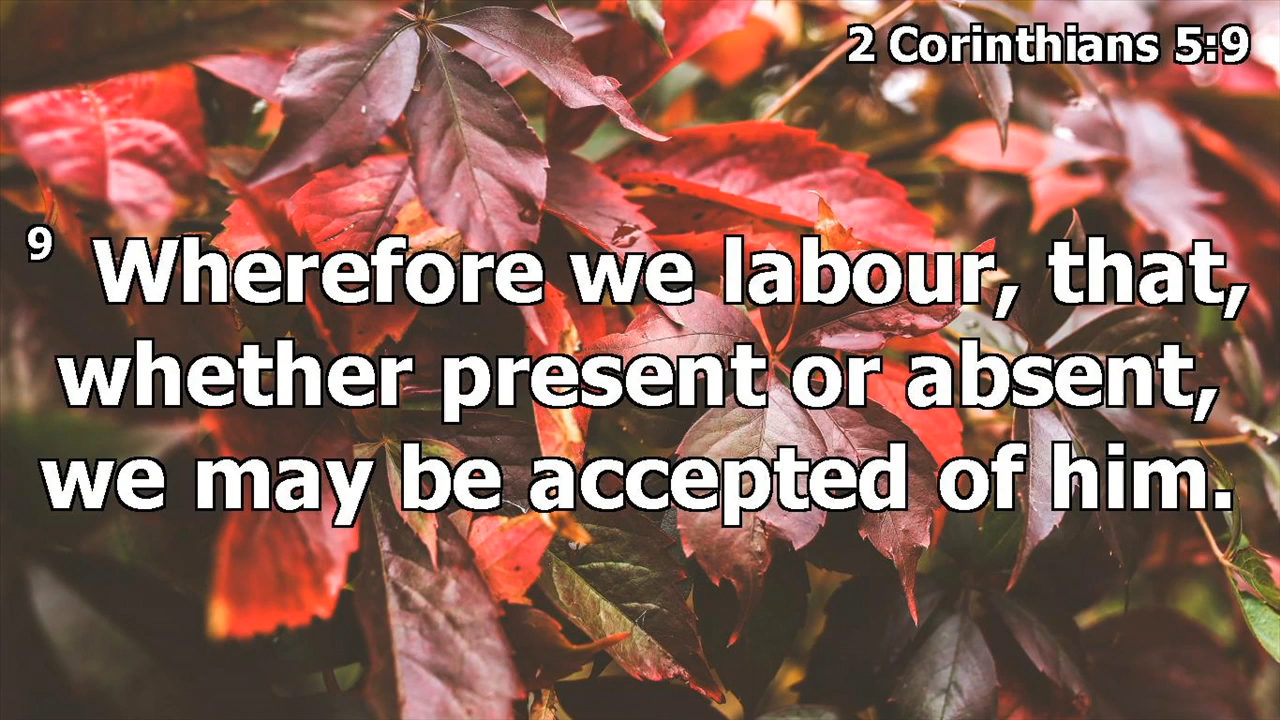 2 Corinthians 5:9
9 Wherefore we labour, that,
whether present or absent,
we may be accepted of him.